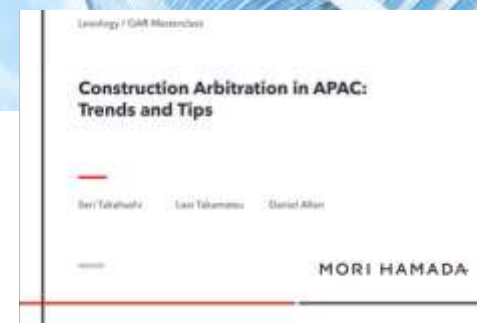 Lexology / GAR Masterclass
Construction Arbitration in APAC:
Trends and Tips
Daniel Allen
MORI HAMADA